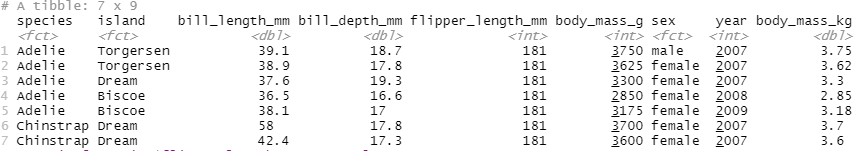 # A tibble: 7 x 9
species island bill_length_mm bill_depth_mm flipper_length_mm body_mass_g sex year body_mass_kg
<fct> <fct> <dbl> <dbl> <int> <int> <fct> <int> <dbl>
1 Adelie Torgersen 39.1 18.7 181 3750 male 2007 3.75
2 Adelie Torgersen 38.9 17.8 181 3625 female 2007 3.62
3 Adelie Dream 37.6 19.3 181 3300 female 2007 3.3
4 Adelie Biscoe 36.5 16.6 181 2850 female 2008 2.85
5 Adelie Biscoe 38.1 17 181 3175 female 2009 3.18
6 Chinstrap Dream 58 17.8 181 3700 female 2007 3.7
7 Chinstrap Dream 42.4 17.3 181 3600 female 2007 3.6